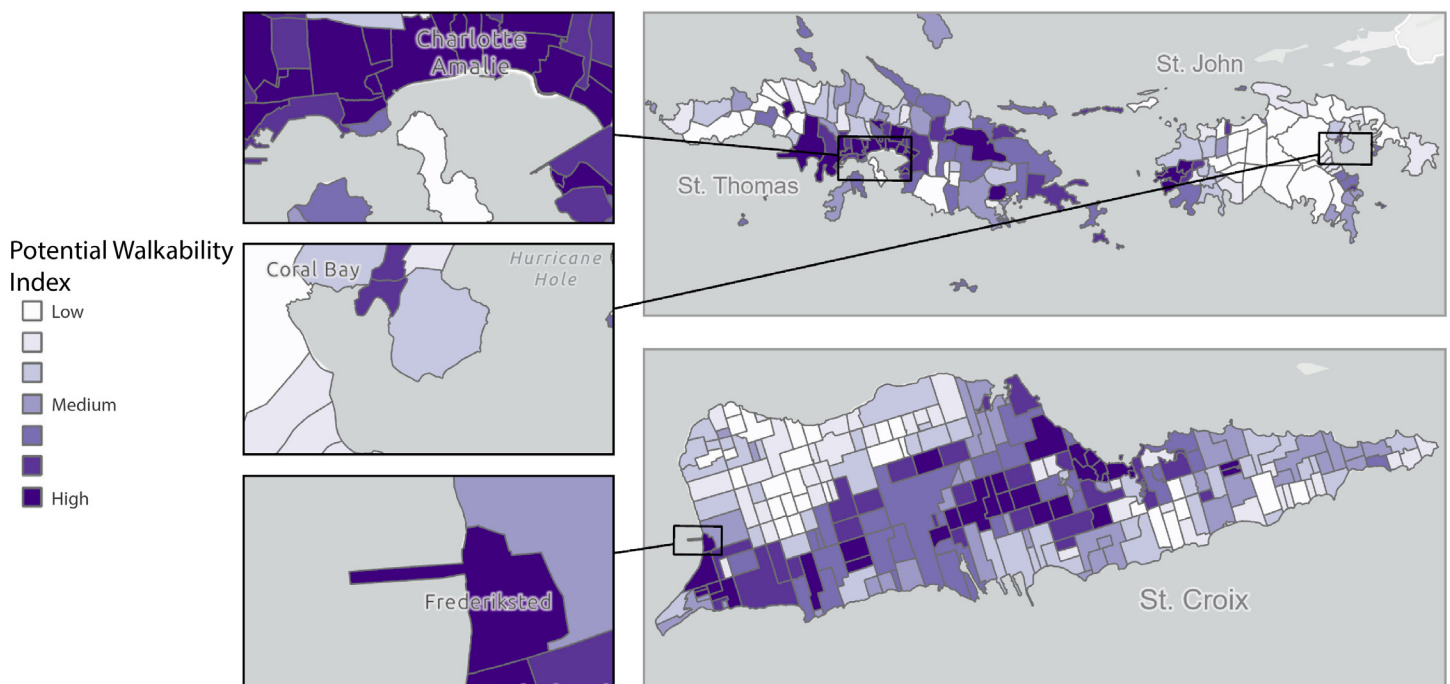 Charlotte
Amalie
St. John
St. Thomas
Potential Walkability
Index
Low
Medium
High
Coral Bay
Hurricane
Hole
Frederiksted
St. Croix